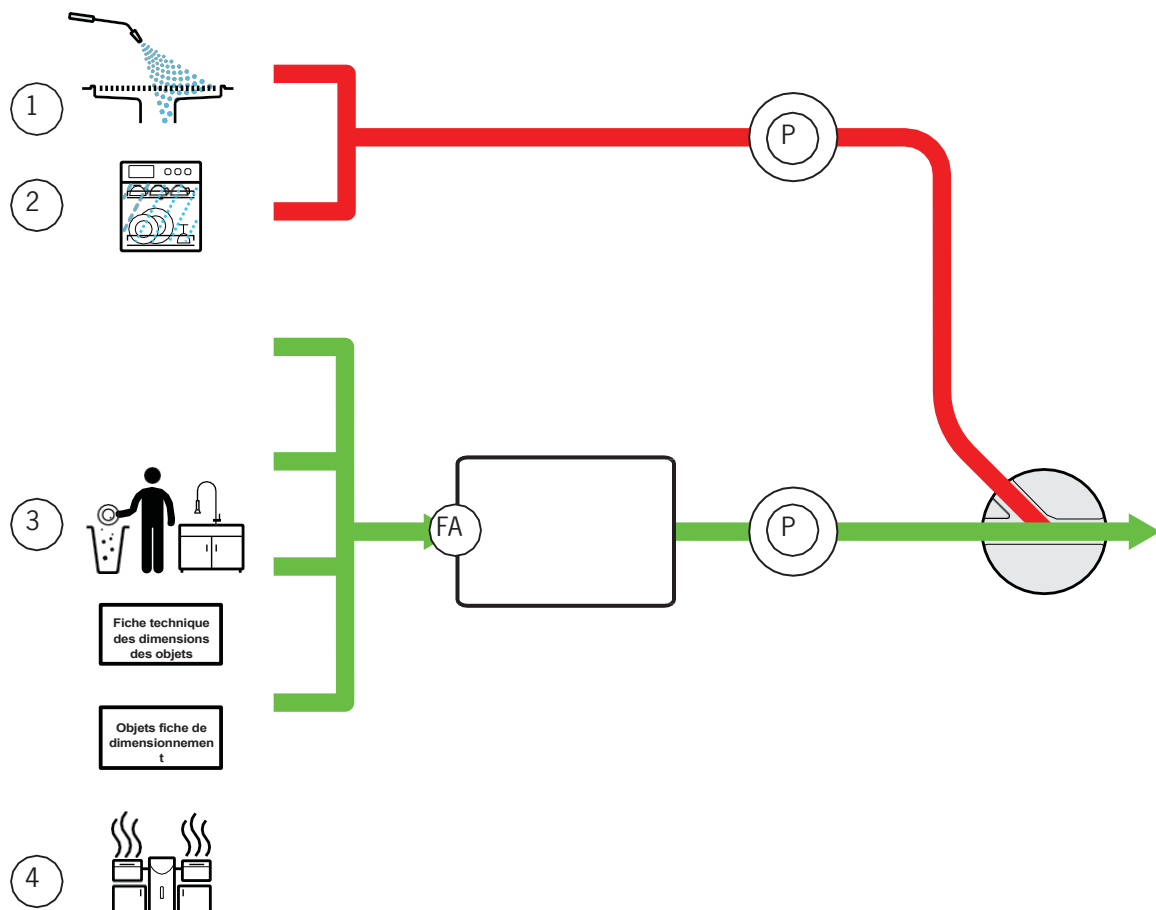 1
P
2
3
FA
P
Fiche technique
des dimensions
des objets
Objets fiche de
dimensionnemen
t
4